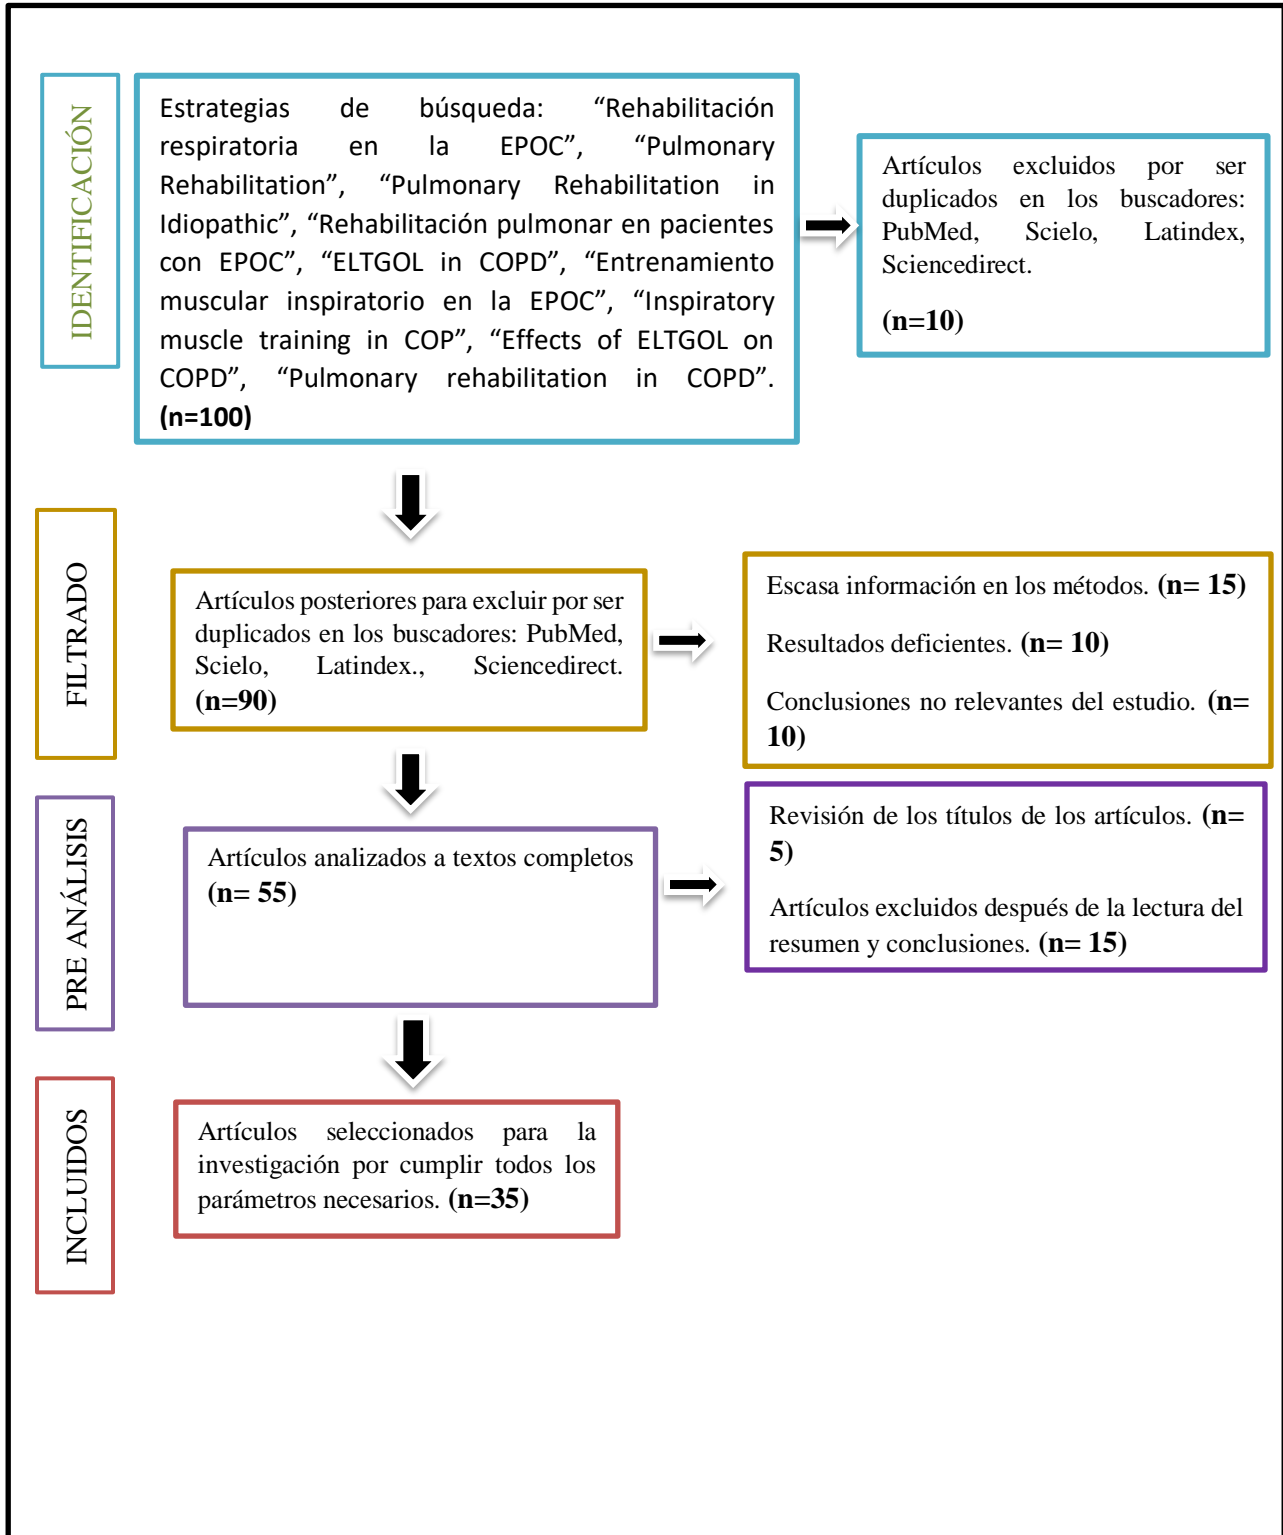 IDENTIFICACIÓN
Estrategias de búsqueda: “Rehabilitación
respiratoria en la EPOC”, “Pulmonary
Rehabilitation”, “Pulmonary Rehabilitation in
Idiopathic”, “Rehabilitación pulmonar en pacientes
con EPOC”, “ELTGOL in COPD”, “Entrenamiento
muscular inspiratorio en la EPOC”, “Inspiratory
muscle training in COP”, “Effects of ELTGOL on
COPD”, “Pulmonary rehabilitation in COPD”.
(n=100)
Artículos excluidos por ser
duplicados en los buscadores:
PubMed, Scielo, Latindex,
Sciencedirect.
(n=10)
FILTRADO
Artículos posteriores para excluir por ser
duplicados en los buscadores: PubMed,
Scielo, Latindex., Sciencedirect.
(n=90)
Escasa información en los métodos. (n= 15)
Resultados deficientes. (n= 10)
Conclusiones no relevantes del estudio. (n=
10)
PRE ANÁLISIS
Artículos analizados a textos completos
(n= 55)
Revisión de los títulos de los artículos. (n=
5)
Artículos excluidos después de la lectura del
resumen y conclusiones. (n= 15)
INCLUIDOS
Artículos seleccionados para la
investigación por cumplir todos los
parámetros necesarios. (n=35)